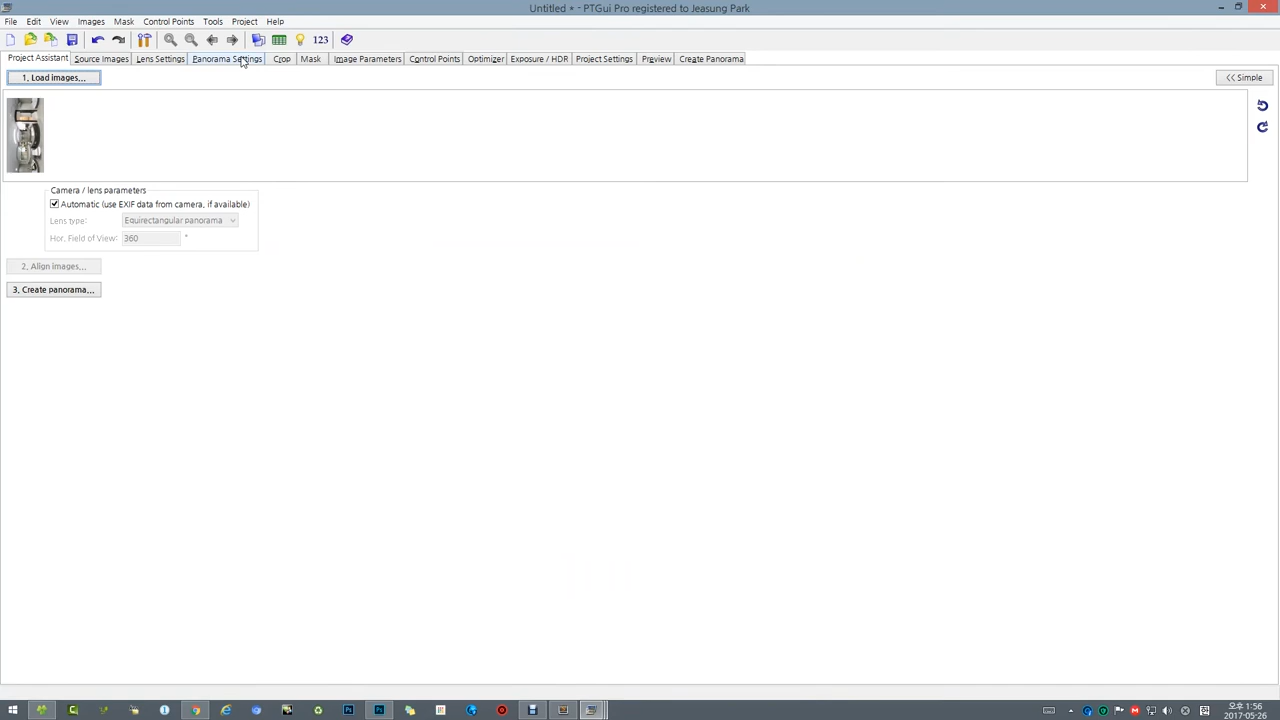 Untitled * - PTGui Pro registered to Jeasung Park
File Edit View Images Mask Control Points Tools Project Help
123
Project Assistant Source Images Lens Settings Panorama Settings Crop Mask Image Parameters Control Points Optimizer Exposure / HDR Project Settings Preview Create Panorama
1. Load images... << Simple
Camera / lens parameters
Automatic (use EXIF data from camera, if available)
Lens type: Equirectangular panorama
Hor. Field of View: 360 °
2. Align images...
3. Create panorama...
오후 1:56
2017-05-26